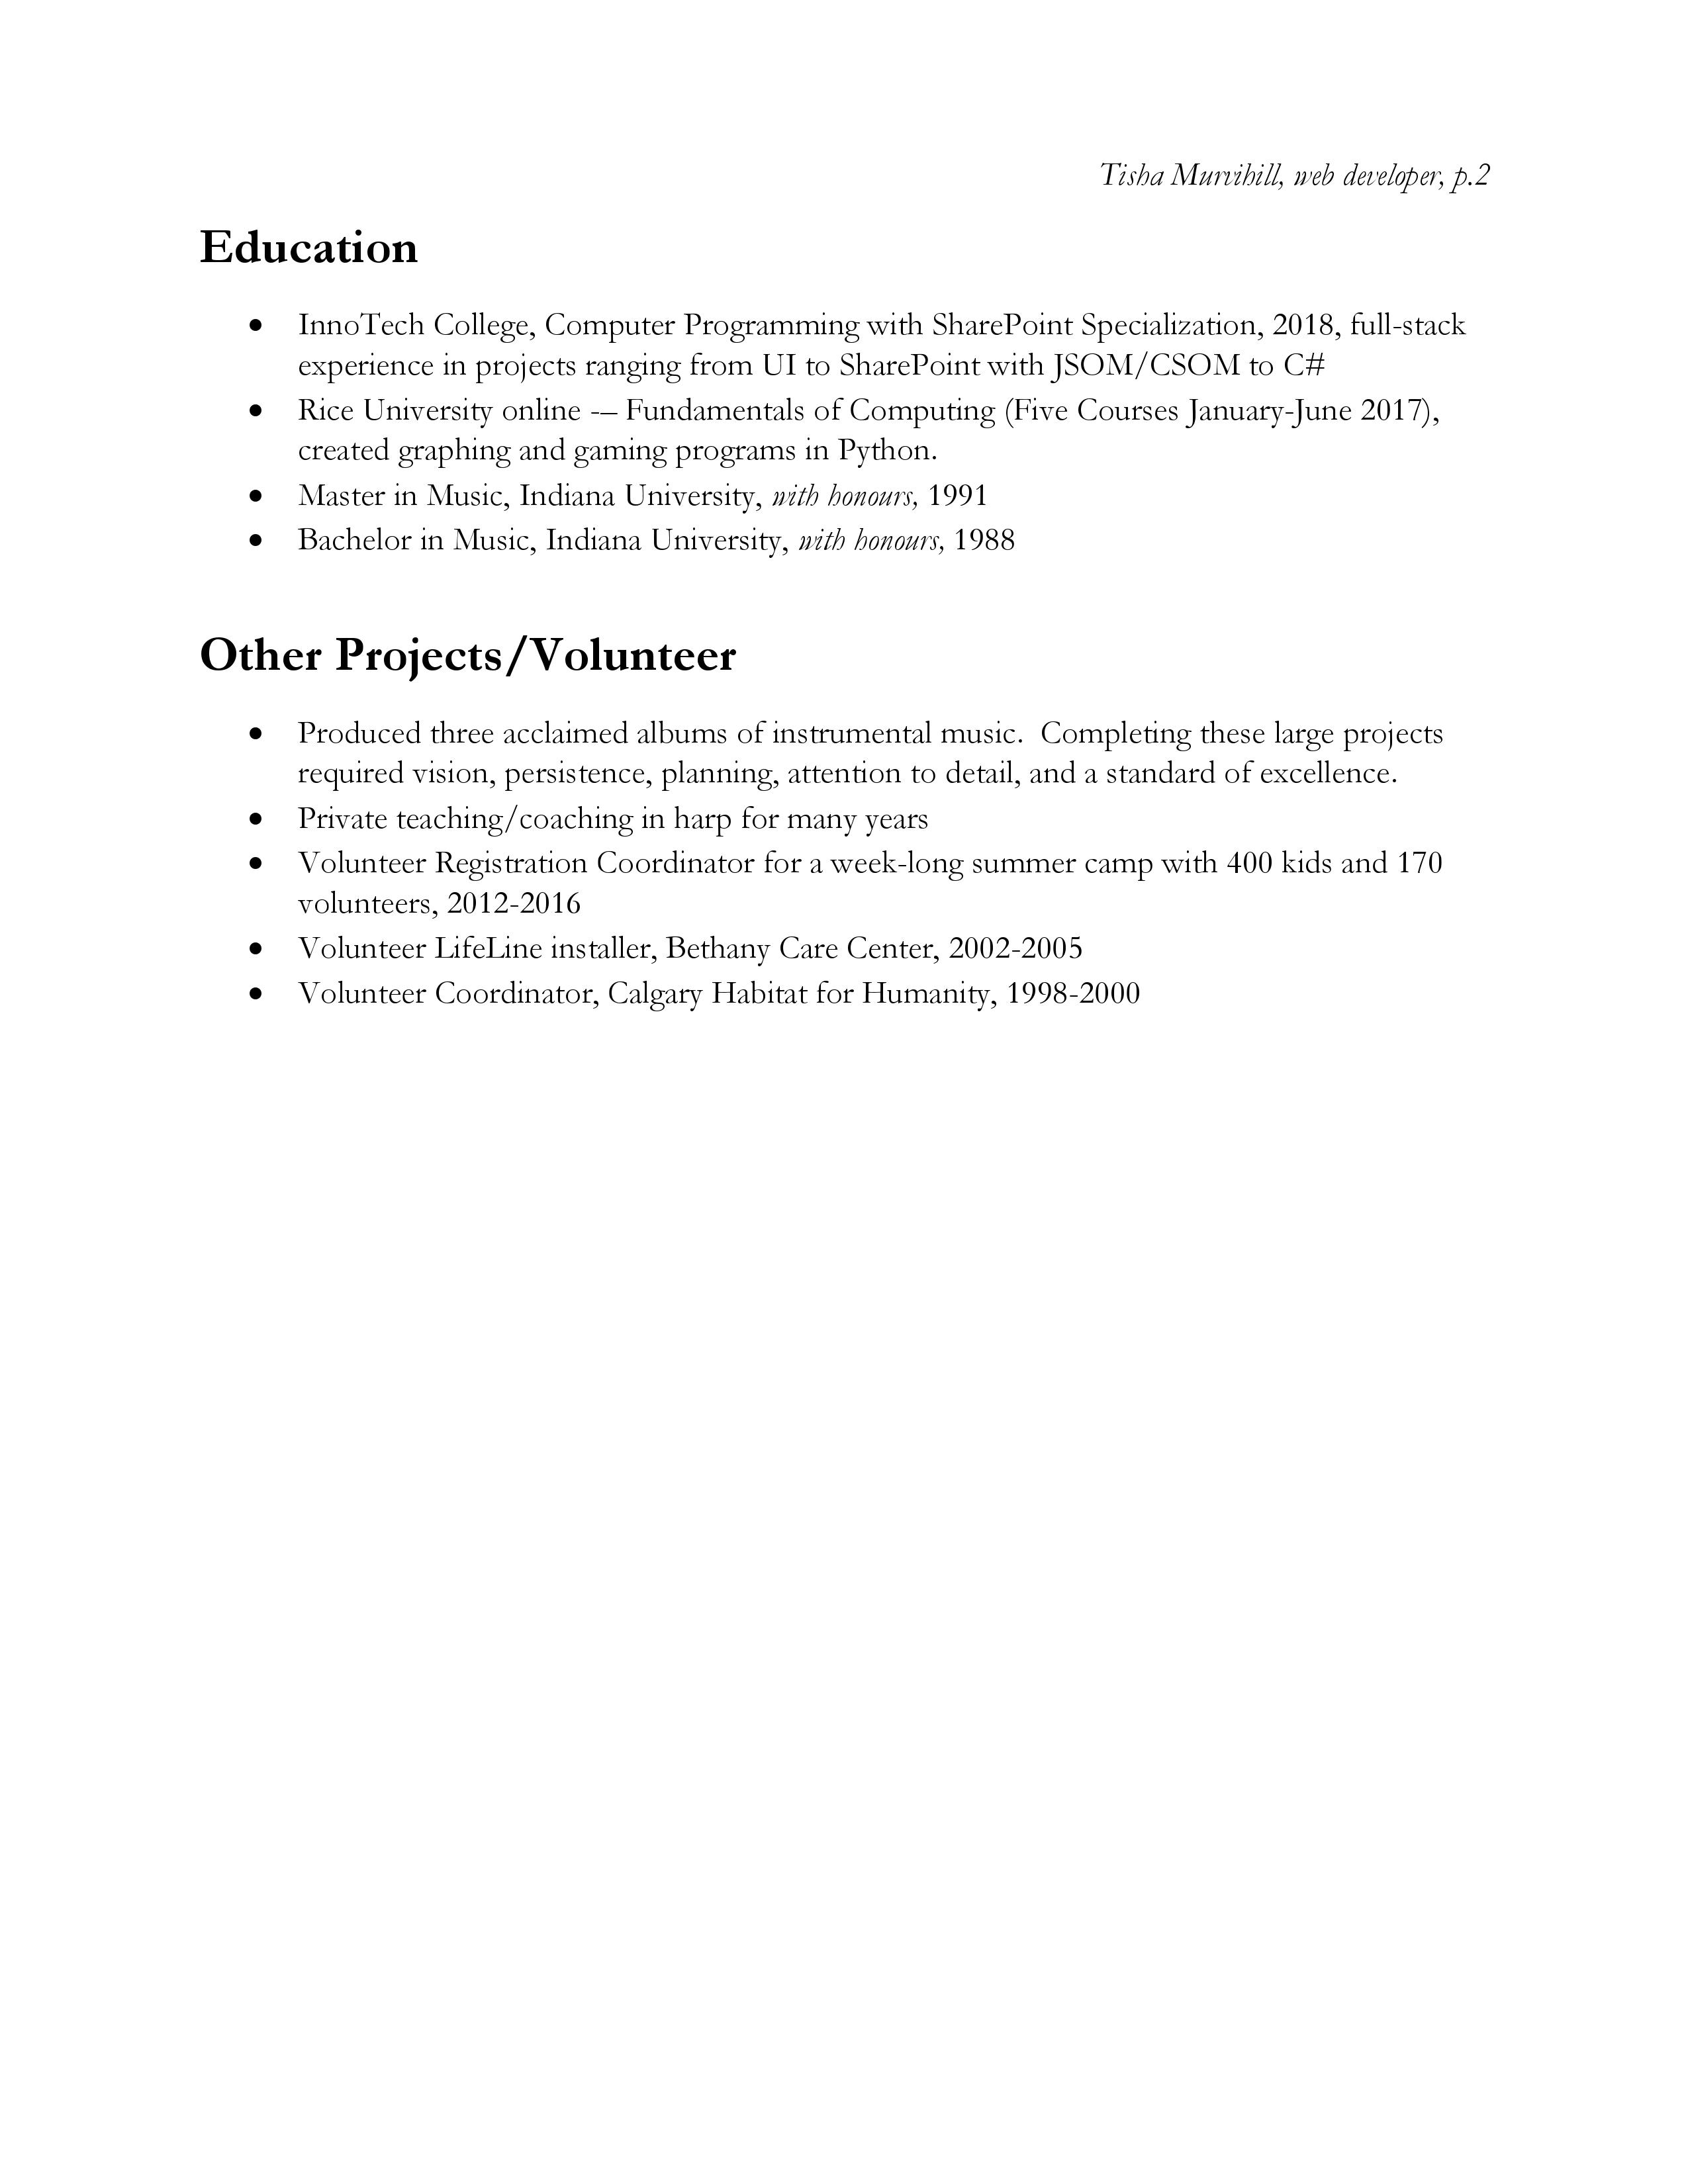 Tisha Murvihill, web developer, p.2
Education
• InnoTech College, Computer Programming with SharePoint Specialization, 2018, full-stack
experience in projects ranging from UI to SharePoint with JSOM/CSOM to C#
• Rice University online -– Fundamentals of Computing (Five Courses January-June 2017),
created graphing and gaming programs in Python.
• Master in Music, Indiana University, with honours, 1991
• Bachelor in Music, Indiana University, with honours, 1988
Other Projects/Volunteer
• Produced three acclaimed albums of instrumental music.  Completing these large projects
required vision, persistence, planning, attention to detail, and a standard of excellence.
• Private teaching/coaching in harp for many years
• Volunteer Registration Coordinator for a week-long summer camp with 400 kids and 170
volunteers, 2012-2016
• Volunteer LifeLine installer, Bethany Care Center, 2002-2005
• Volunteer Coordinator, Calgary Habitat for Humanity, 1998-2000